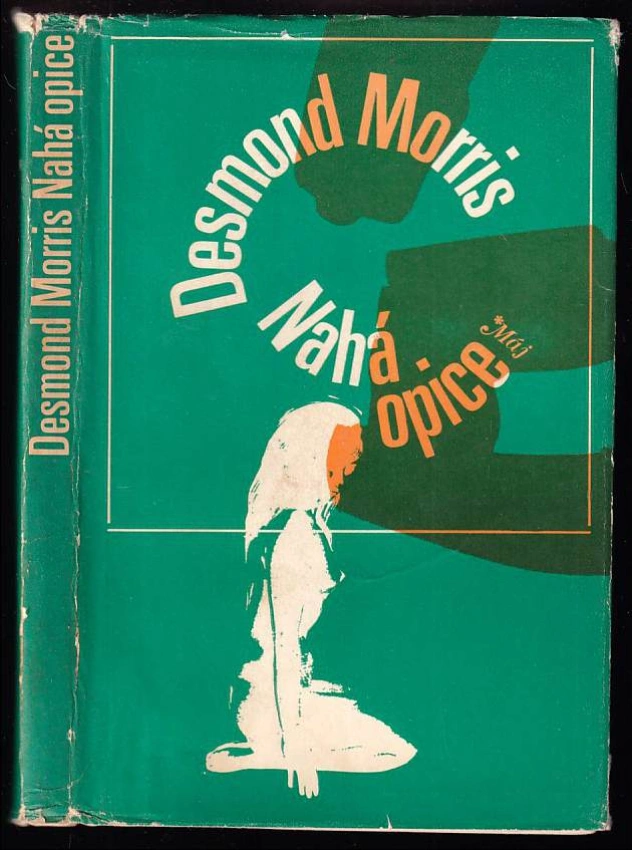 Desmond Morris Nahá opice
Desmond Morris
Nahá
opice
*Máj